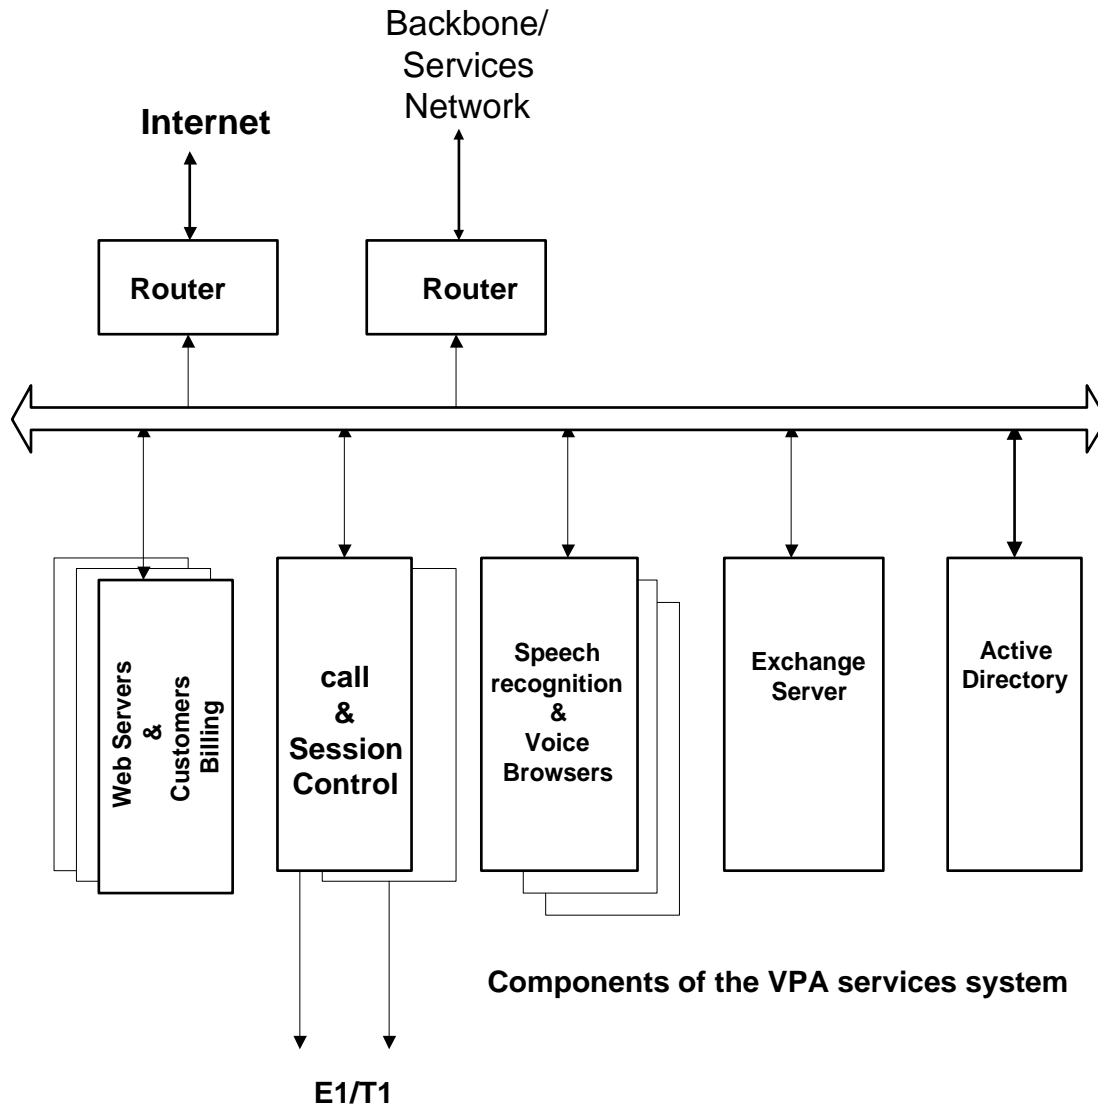 Backbone/
Services
Network
Internet
Router
Router
Web Servers
&
Customers
Billing
call
&
Session
Control
Speech
recognition
&
Voice
Browsers
Exchange
Server
Active
Directory
Components of the VPA services system
E1/T1